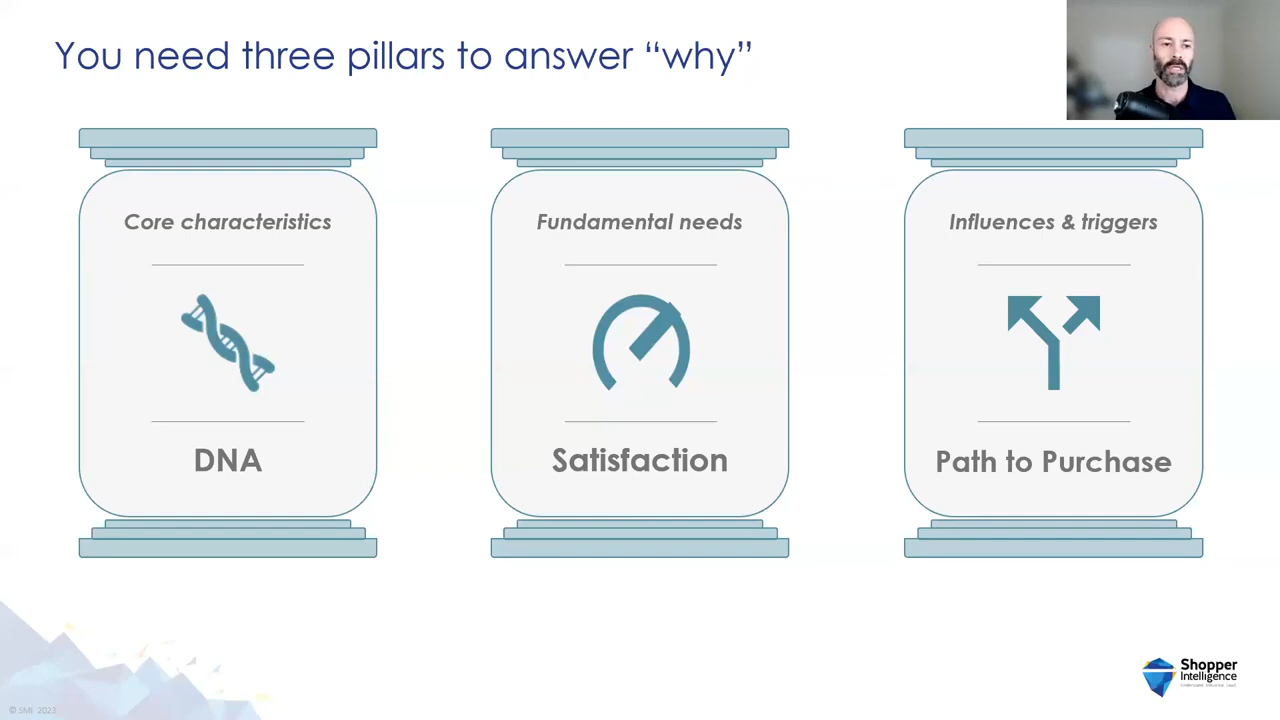 You need three pillars to answer “why”
Core characteristics
DNA
Fundamental needs
Satisfaction
Influences & triggers
Path to Purchase
Shopper
Intelligence
© SMI 2023